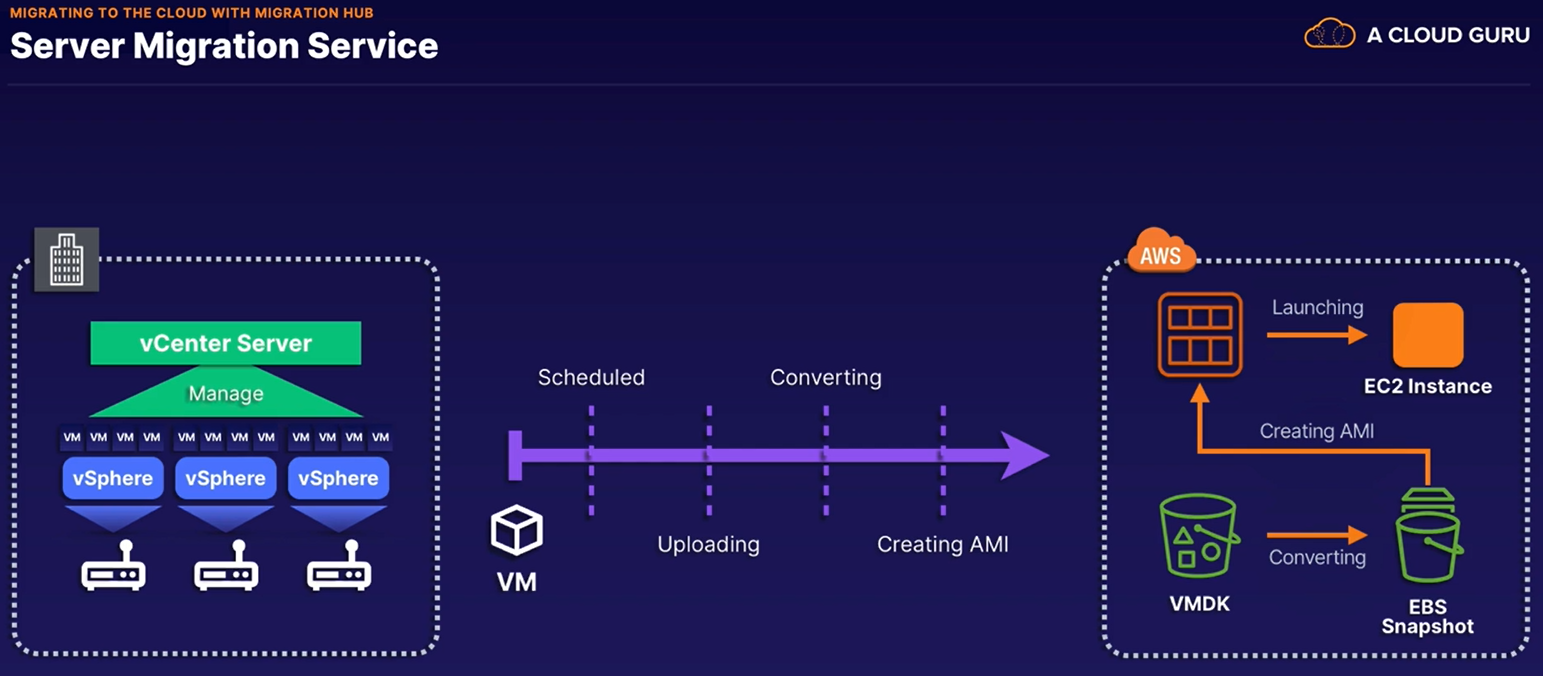 MIGRATING TO THE CLOUD WITH MIGRATION HUB
Server Migration Service
A CLOUD GURU
vCenter Server
Manage
VM VM VM VM VM VM VM VM VM VM VM VM
vSphere vSphere vSphere
Scheduled
Converting
Uploading
Creating AMI
VM
AWS
Launching
EC2 Instance
Creating AMI
Converting
VMDK
EBS
Snapshot